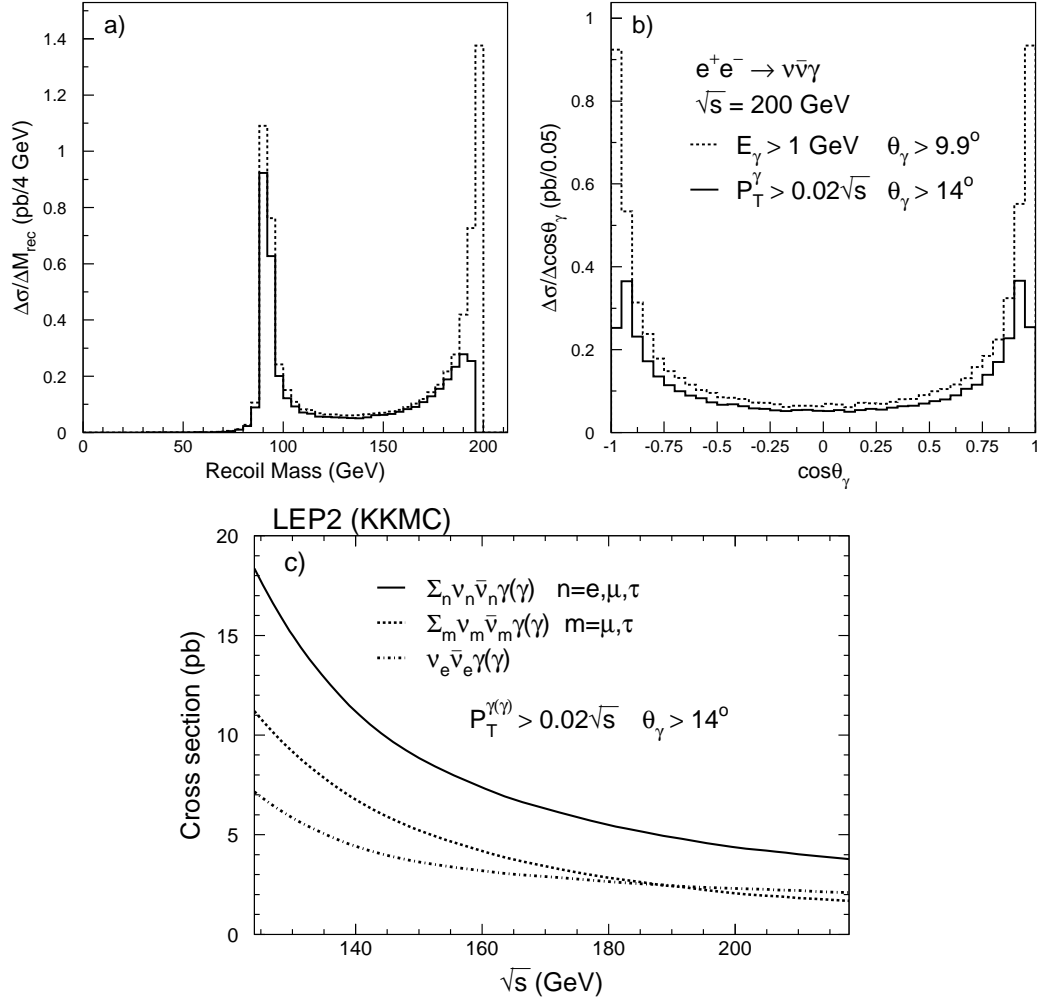 a)
Δσ/ΔM_rec (pb/4 GeV)
1.4
1.2
1
0.8
0.6
0.4
0.2
0
0 50 100 150 200
Recoil Mass (GeV)
b)
e⁺e⁻ → νν̄γ
√s = 200 GeV
E_γ > 1 GeV θ_γ > 9.9°
P_T^γ > 0.02√s θ_γ > 14°
Δσ/Δcosθ_γ (pb/0.05)
1
0.8
0.6
0.4
0.2
0
-1 -0.75 -0.5 -0.25 0 0.25 0.5 0.75 1
cosθ_γ
LEP2 (KKMC)
c)
Σ_n ν_n ν̄_n γ(γ) n=e,μ,τ
Σ_m ν_m ν̄_m γ(γ) m=μ,τ
ν_e ν̄_e γ(γ)
P_T^γ(γ) > 0.02√s θ_γ > 14°
Cross section (pb)
20
15
10
5
0
140 160 180 200
√s (GeV)